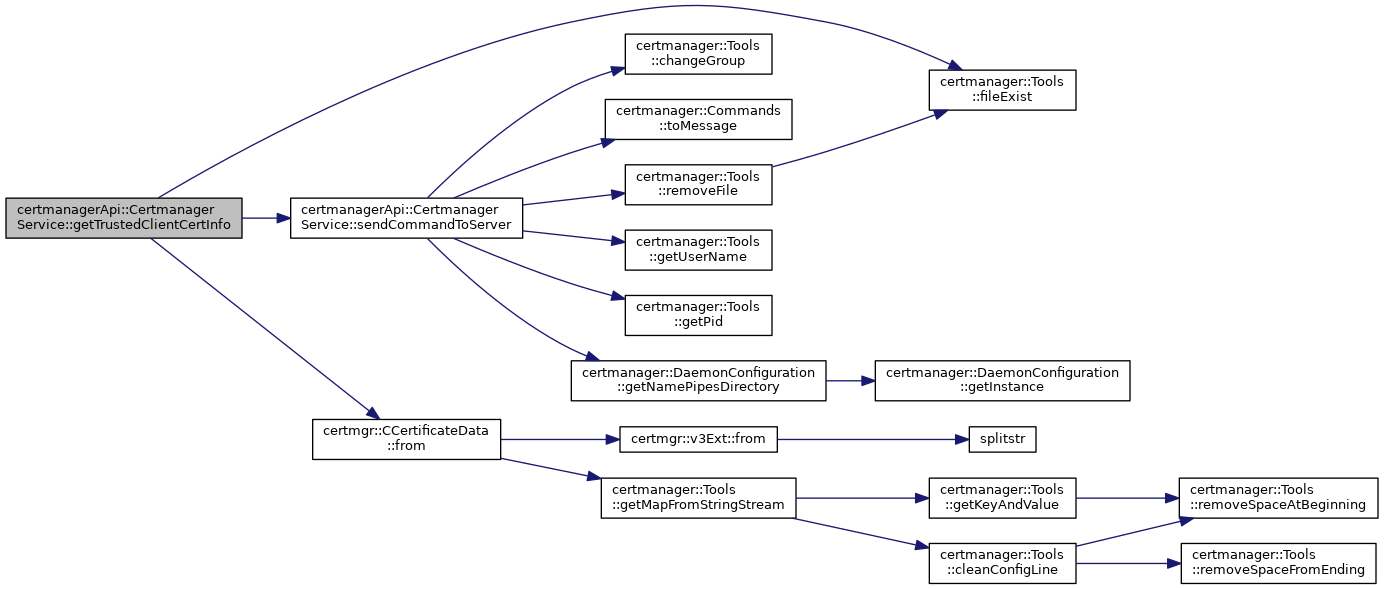 certmanagerApi::Certmanager
Service::getTrustedClientCertInfo
certmanagerApi::Certmanager
Service::sendCommandToServer
certmanager::Tools
::changeGroup
certmanager::Commands
::toMessage
certmanager::Tools
::removeFile
certmanager::Tools
::getUserName
certmanager::Tools
::getPid
certmanager::DaemonConfiguration
::getNamePipesDirectory
certmanager::Tools
::fileExist
certmanager::DaemonConfiguration
::getInstance
certmgr::CCertificateData
::from
certmgr::v3Ext::from
splitstr
certmanager::Tools
::getMapFromStringStream
certmanager::Tools
::getKeyAndValue
certmanager::Tools
::cleanConfigLine
certmanager::Tools
::removeSpaceAtBeginning
certmanager::Tools
::removeSpaceFromEnding